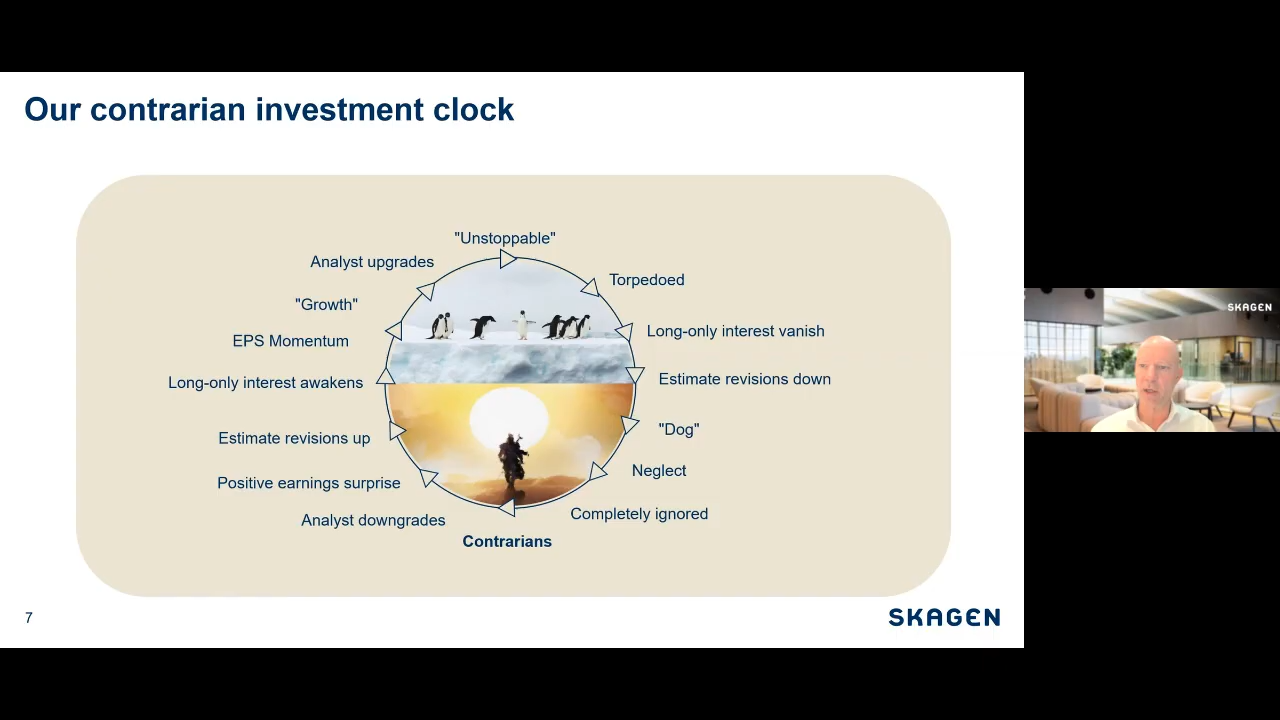 Our contrarian investment clock
"Unstoppable"
Analyst upgrades
Torpedoed
"Growth"
Long-only interest vanish
EPS Momentum
Estimate revisions down
Long-only interest awakens
"Dog"
Estimate revisions up
Neglect
Positive earnings surprise
Completely ignored
Analyst downgrades
Contrarians
7
SKAGEN
SKAGEN